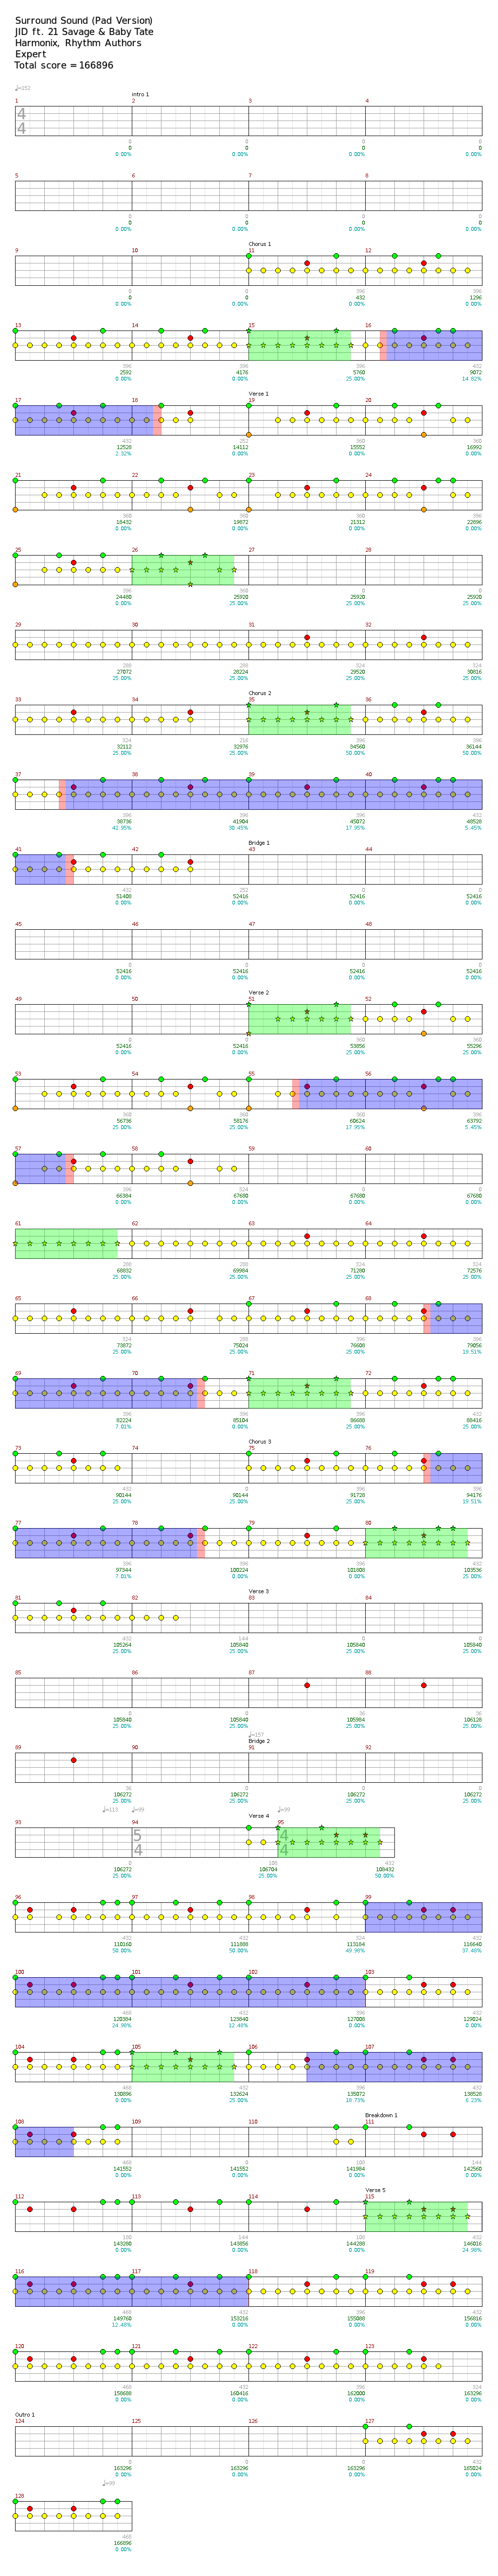 Surround Sound (Pad Version)
JID ft. 21 Savage & Baby Tate
Harmonix, Rhythm Authors
Expert
Total score = 166896
♩=152
Intro 1
1 2 3 4
4
4
0 0 0 0
0 0 0 0
0.00% 0.00% 0.00% 0.00%
5 6 7 8
0 0 0 0
0 0 0 0
0.00% 0.00% 0.00% 0.00%
Chorus 1
9 10 11 12
0 0 396 396
0 0 432 1296
0.00% 0.00% 0.00% 0.00%
13 14 15 16
396 396 396 432
2592 4176 5760 9072
0.00% 0.00% 25.00% 14.82%
Verse 1
17 18 19 20
432 252 360 360
12528 14112 15552 16992
2.32% 0.00% 0.00% 0.00%
21 22 23 24
360 360 360 396
18432 19872 21312 22896
0.00% 0.00% 0.00% 0.00%
25 26 27 28
396 360 0 0
24480 25920 25920 25920
0.00% 25.00% 25.00% 25.00%
29 30 31 32
288 288 324 324
27072 28224 29520 30816
25.00% 25.00% 25.00% 25.00%
Chorus 2
33 34 35 36
324 216 396 396
32112 32976 34560 36144
25.00% 25.00% 50.00% 50.00%
37 38 39 40
396 396 396 432
38736 41904 45072 48528
42.95% 30.45% 17.95% 5.45%
Bridge 1
41 42 43 44
432 252 0 0
51408 52416 52416 52416
0.00% 0.00% 0.00% 0.00%
45 46 47 48
0 0 0 0
52416 52416 52416 52416
0.00% 0.00% 0.00% 0.00%
Verse 2
49 50 51 52
0 0 360 360
52416 52416 53856 55296
0.00% 0.00% 25.00% 25.00%
53 54 55 56
360 360 360 396
56736 58176 60624 63792
25.00% 25.00% 17.95% 5.45%
57 58 59 60
396 324 0 0
66384 67680 67680 67680
0.00% 0.00% 0.00% 0.00%
61 62 63 64
288 288 324 324
68832 69984 71280 72576
25.00% 25.00% 25.00% 25.00%
65 66 67 68
324 288 396 396
73872 75024 76608 79056
25.00% 25.00% 25.00% 19.51%
69 70 71 72
396 396 396 432
82224 85104 86688 88416
7.01% 0.00% 25.00% 25.00%
Chorus 3
73 74 75 76
432 0 396 396
90144 90144 91728 94176
25.00% 25.00% 25.00% 19.51%
77 78 79 80
396 396 396 432
97344 100224 101808 103536
7.01% 0.00% 0.00% 25.00%
Verse 3
81 82 83 84
432 144 0 0
105264 105840 105840 105840
25.00% 25.00% 25.00% 25.00%
85 86 87 88
0 0 36 36
105840 105840 105984 106128
25.00% 25.00% 25.00% 25.00%
♩=157
Bridge 2
89 90 91 92
36 0 0 0
106272 106272 106272 106272
25.00% 25.00% 25.00% 25.00%
♩=99 ♩=99
Verse 4
93 94 95
5 4
4 4
0 108 432
106272 106704 108432
25.00% 25.00% 50.00%
96 97 98 99
432 432 324 432
110160 111888 113184 116640
50.00% 50.00% 49.98% 37.48%
100 101 102 103
468 432 396 432
120384 123840 127008 129024
24.98% 12.48% 0.00% 0.00%
104 105 106 107
468 432 396 432
130896 132624 135072 138528
0.00% 25.00% 18.73% 6.23%
Breakdown 1
108 109 110 111
468 0 108 144
141552 141552 141984 142560
0.00% 0.00% 0.00% 0.00%
Verse 5
112 113 114 115
180 144 108 432
143280 143856 144288 146016
0.00% 0.00% 0.00% 24.98%
116 117 118 119
468 432 396 432
149760 153216 155088 156816
12.48% 0.00% 0.00% 0.00%
120 121 122 123
468 432 396 324
158688 160416 162000 163296
0.00% 0.00% 0.00% 0.00%
Outro 1
124 125 126 127
0 0 0 432
163296 163296 163296 165024
0.00% 0.00% 0.00% 0.00%
♩=99
128
468
166896
0.00%